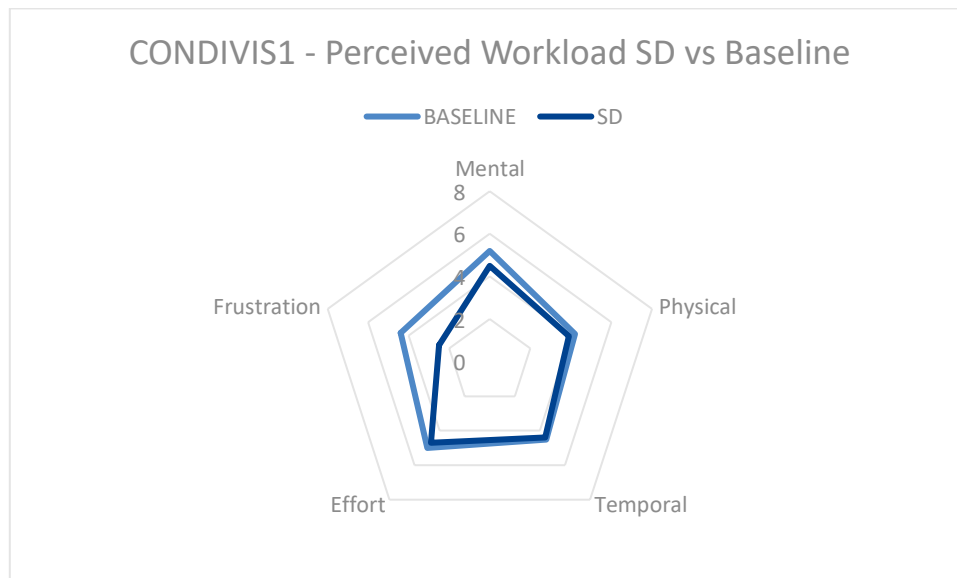 CONDIVIS1 - Perceived Workload SD vs Baseline
BASELINE SD
Mental
8
6
4
2
0
Frustration
Physical
Effort
Temporal